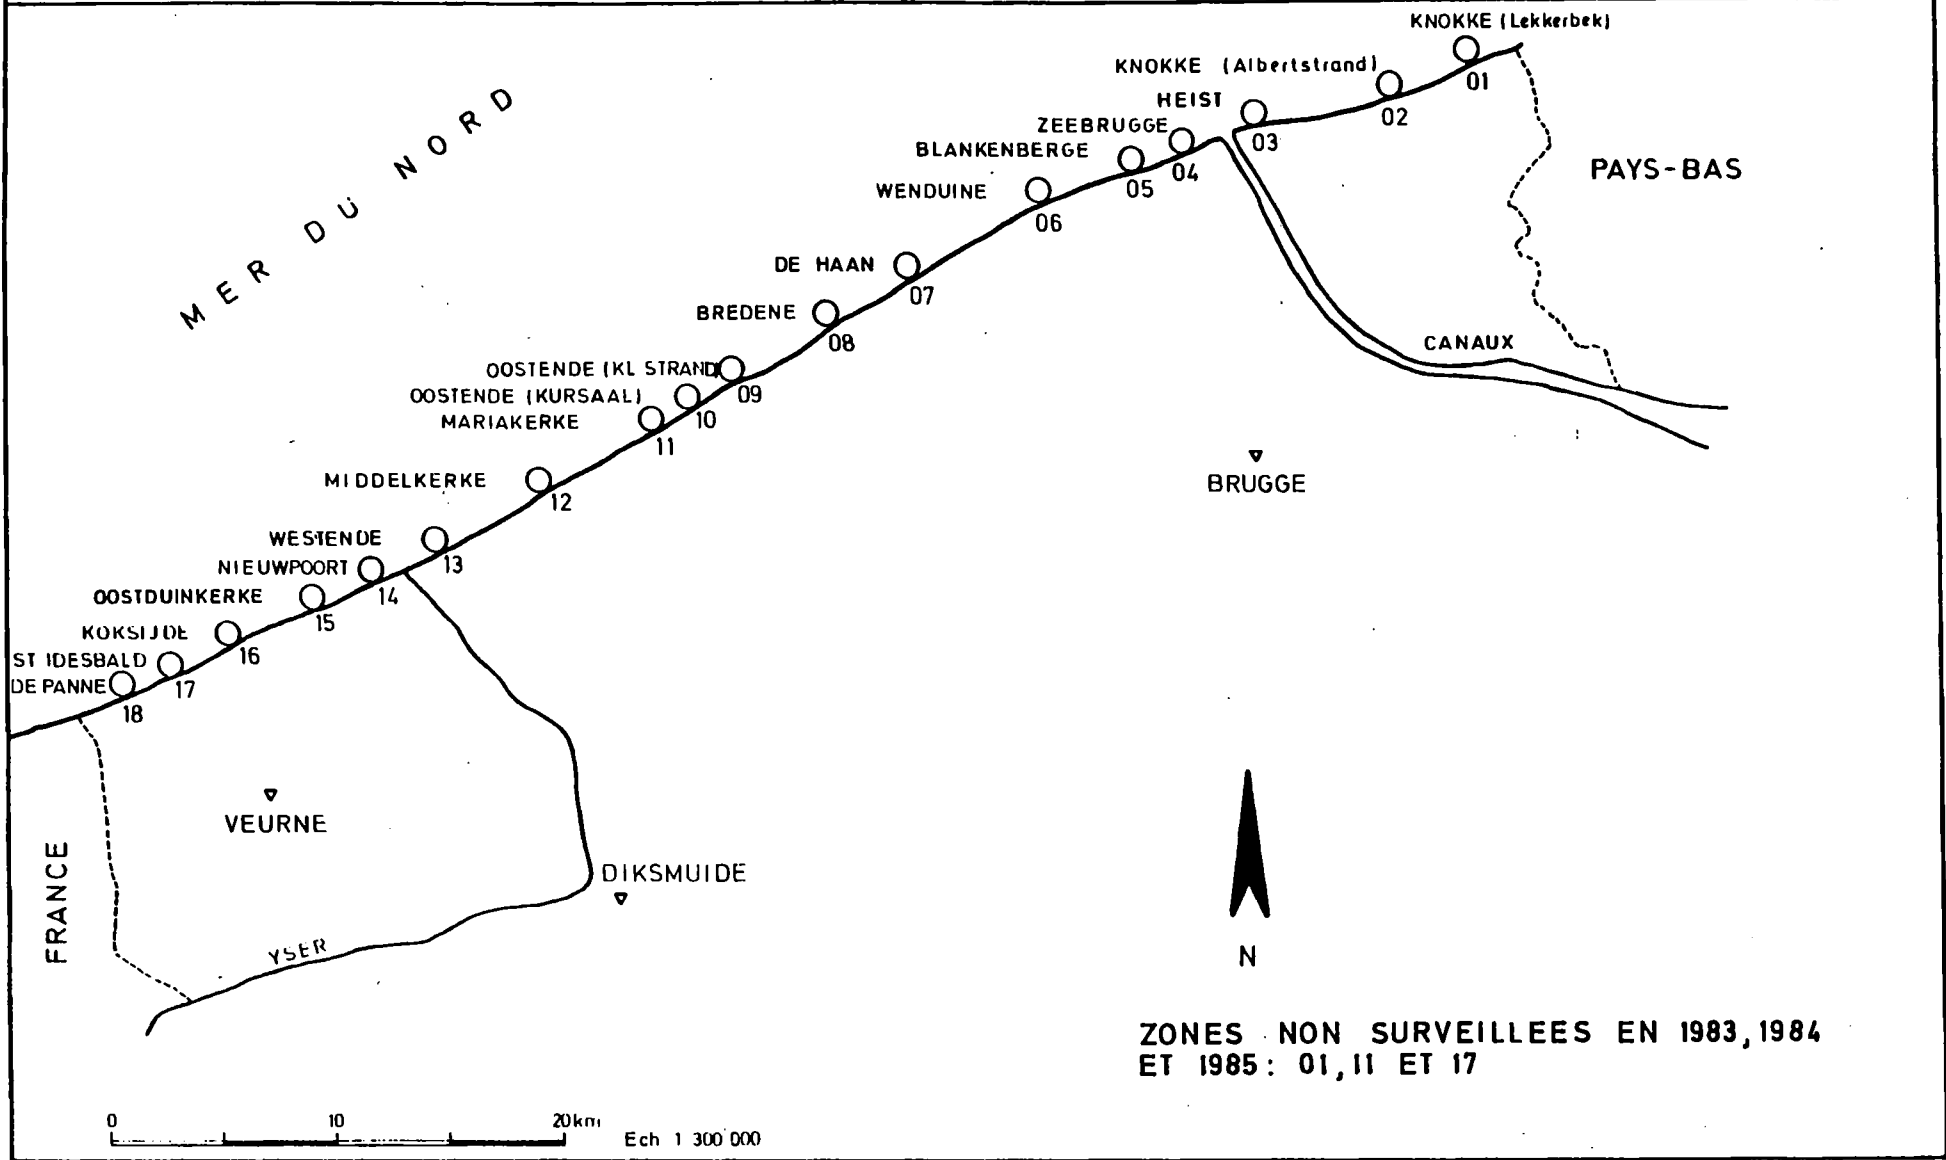 KNOKKE (Lekkerbek)
01
KNOKKE (Albertstrand)
02
HEIST
03
ZEEBRUGGE
04
BLANKENBERGE
05
WENDUINE
06
DE HAAN
07
BREDENE
08
OOSTENDE (KL STRAND)
09
OOSTENDE (KURSAAL)
10
MARIAKERKE
11
MIDDELKERKE
12
WESTENDE
13
NIEUWPOORT
14
OOSTDUINKERKE
15
KOKSIJDE
16
ST IDESBALD
17
DE PANNE
18
MER DU NORD
PAYS-BAS
CANAUX
BRUGGE
VEURNE
DIKSMUIDE
FRANCE
YSER
N
ZONES NON SURVEILLEES EN 1983, 1984
ET 1985: 01, 11 ET 17
0 10 20 km
Ech 1 300 000